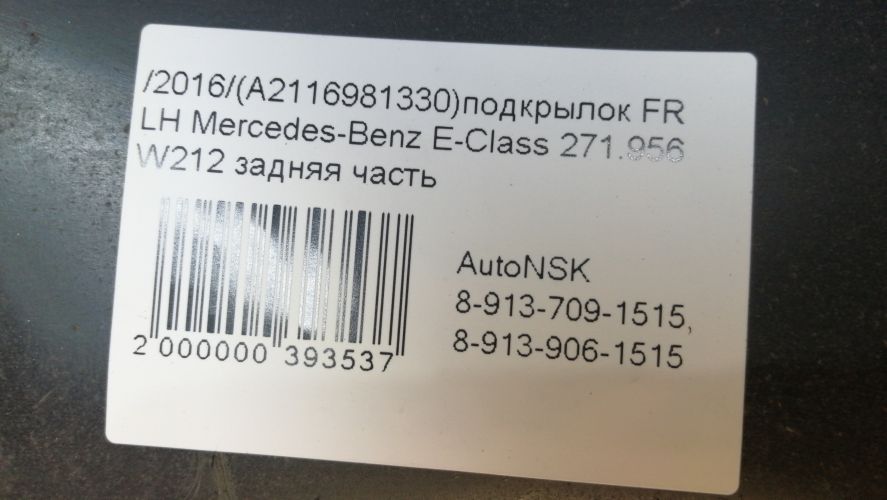 /2016/(A2116981330)подкрылок FR
LH Mercedes-Benz E-Class 271.956
W212 задняя часть
AutoNSK
8-913-709-1515,
8-913-906-1515
2 000000 393537